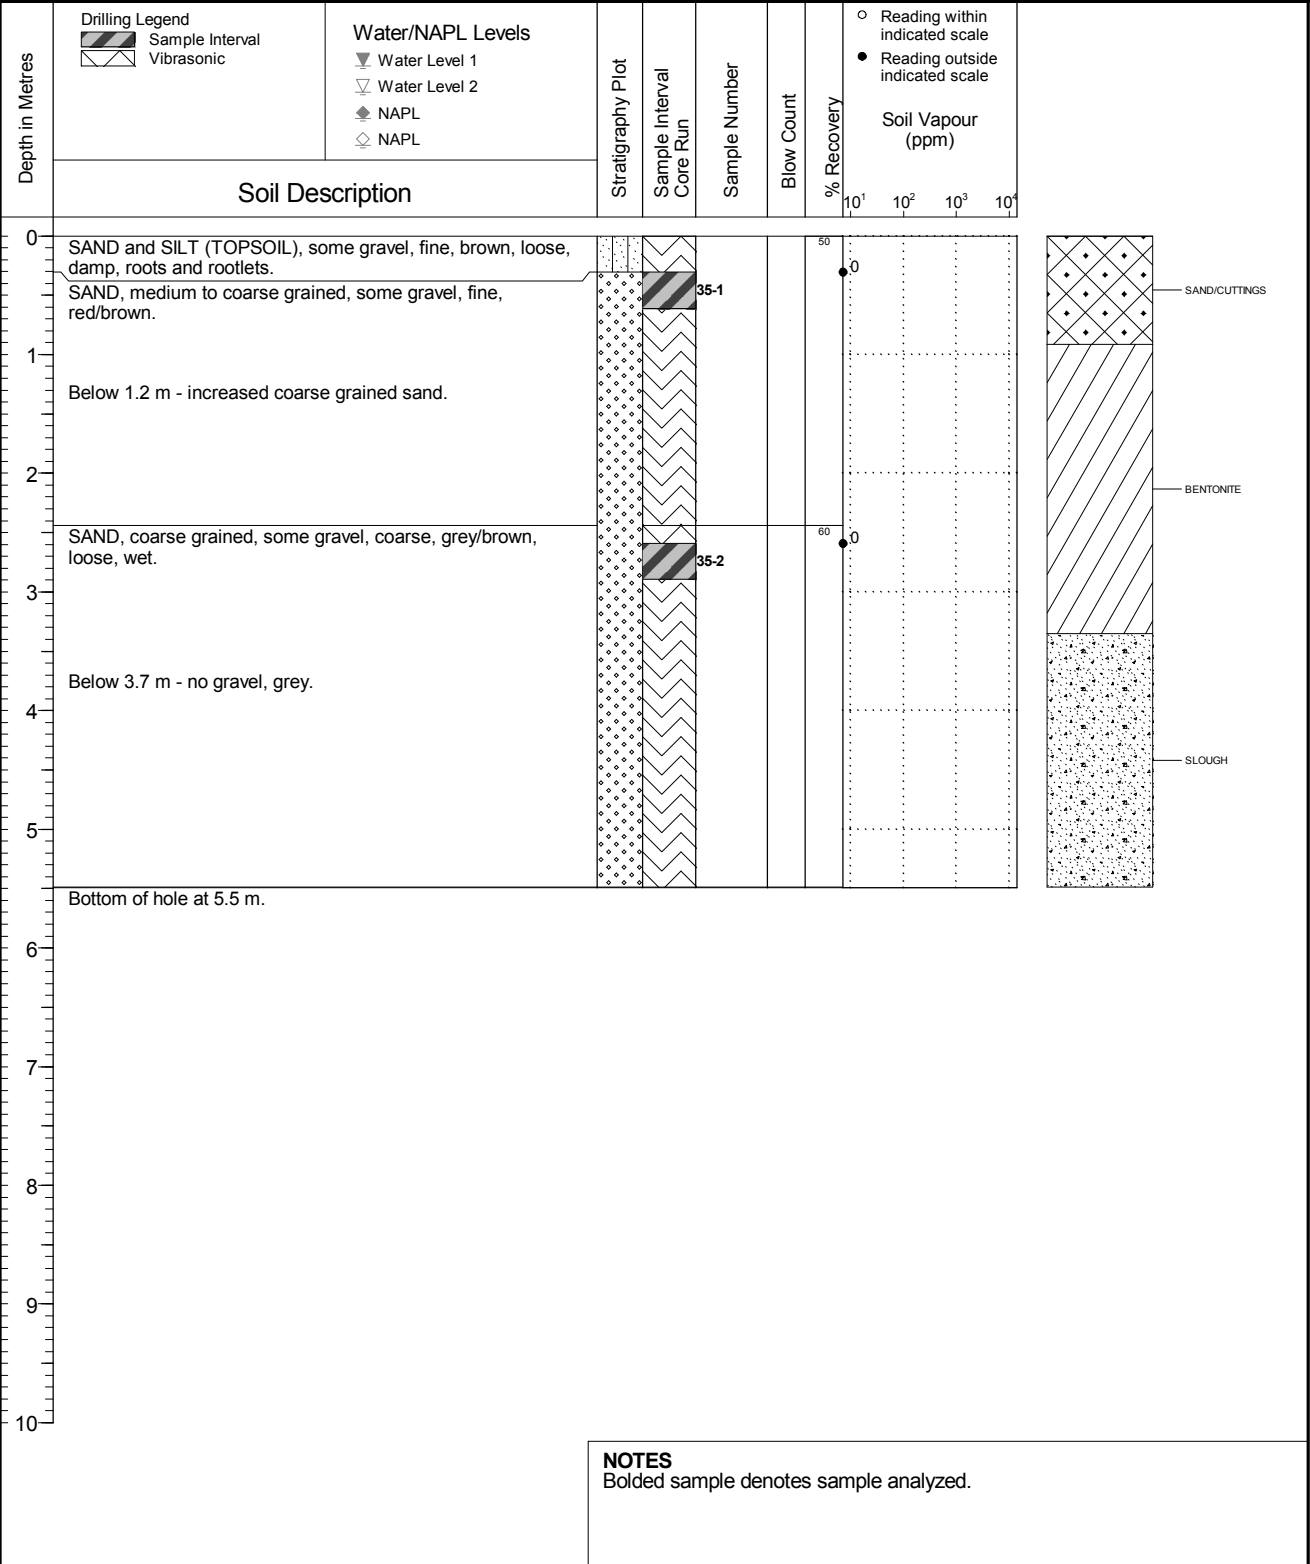 Depth in Metres
Drilling Legend
Sample Interval
Vibrasonic
Water/NAPL Levels
Water Level 1
Water Level 2
NAPL
NAPL
Soil Description
Stratigraphy Plot
Sample Interval
Core Run
Sample Number
Blow Count
% Recovery
Reading within
indicated scale
Reading outside
indicated scale
Soil Vapour
(ppm)
10¹ 10² 10³ 10⁴
0
SAND and SILT (TOPSOIL), some gravel, fine, brown, loose,
damp, roots and rootlets.
50
0
SAND, medium to coarse grained, some gravel, fine,
red/brown.
35-1
SAND/CUTTINGS
1
Below 1.2 m - increased coarse grained sand.
2
BENTONITE
SAND, coarse grained, some gravel, coarse, grey/brown,
loose, wet.
60
0
35-2
3
Below 3.7 m - no gravel, grey.
4
SLOUGH
5
Bottom of hole at 5.5 m.
6
7
8
9
10
NOTES
Bolded sample denotes sample analyzed.